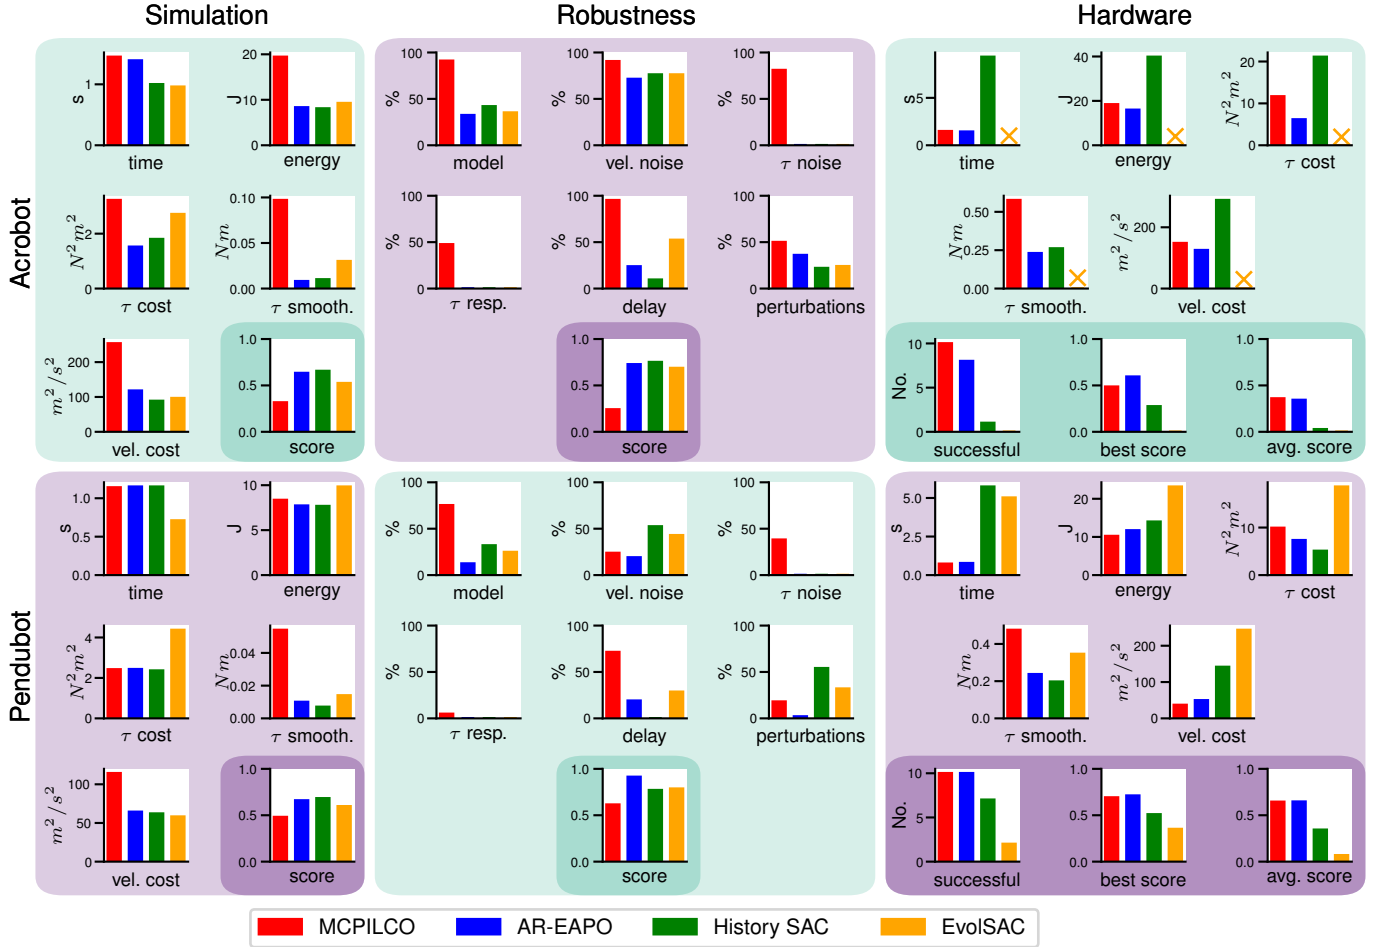 Simulation Robustness Hardware
Acrobot
s 1 0 time
J 20 10 0 energy
% 100 50 0 model
% 100 50 0 vel. noise
% 100 50 0 τ noise
s 5 0 time
J 40 20 0 energy
N²m² 20 10 0 τ cost
N²m² 2 0 τ cost
Nm 0.10 0.05 0.00 τ smooth.
% 100 50 0 τ resp.
% 100 50 0 delay
% 100 50 0 perturbations
Nm 0.50 0.25 0.00 τ smooth.
m²/s² 200 0 vel. cost
m²/s² 200 100 0 vel. cost
1.0 0.5 0.0 score
1.0 0.5 0.0 score
No. 10 5 0 successful
1.0 0.5 0.0 best score
1.0 0.5 0.0 avg. score
Pendubot
s 1.0 0.5 0.0 time
J 10 5 0 energy
% 100 50 0 model
% 100 50 0 vel. noise
% 100 50 0 τ noise
s 5.0 2.5 0.0 time
J 20 10 0 energy
N²m² 10 0 τ cost
N²m² 4 2 0 τ cost
Nm 0.04 0.02 0.00 τ smooth.
% 100 50 0 τ resp.
% 100 50 0 delay
% 100 50 0 perturbations
Nm 0.4 0.2 0.0 τ smooth.
m²/s² 200 100 0 vel. cost
m²/s² 100 50 0 vel. cost
1.0 0.5 0.0 score
1.0 0.5 0.0 score
No. 10 5 0 successful
1.0 0.5 0.0 best score
1.0 0.5 0.0 avg. score
MCPILCO AR-EAPO History SAC EvolSAC